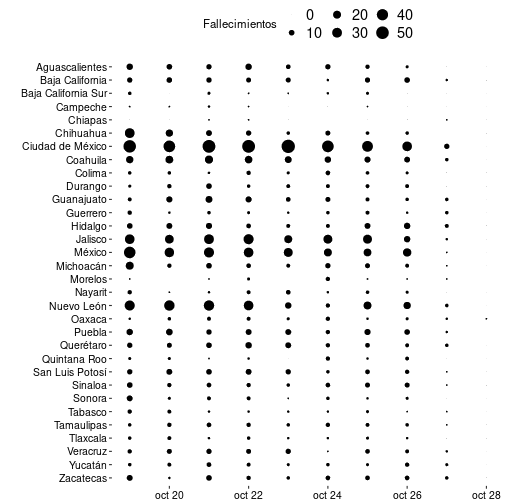 Fallecimientos
0 20 40
10 30 50
Aguascalientes
Baja California
Baja California Sur
Campeche
Chiapas
Chihuahua
Ciudad de México
Coahuila
Colima
Durango
Guanajuato
Guerrero
Hidalgo
Jalisco
México
Michoacán
Morelos
Nayarit
Nuevo León
Oaxaca
Puebla
Querétaro
Quintana Roo
San Luis Potosí
Sinaloa
Sonora
Tabasco
Tamaulipas
Tlaxcala
Veracruz
Yucatán
Zacatecas
oct 20 oct 22 oct 24 oct 26 oct 28